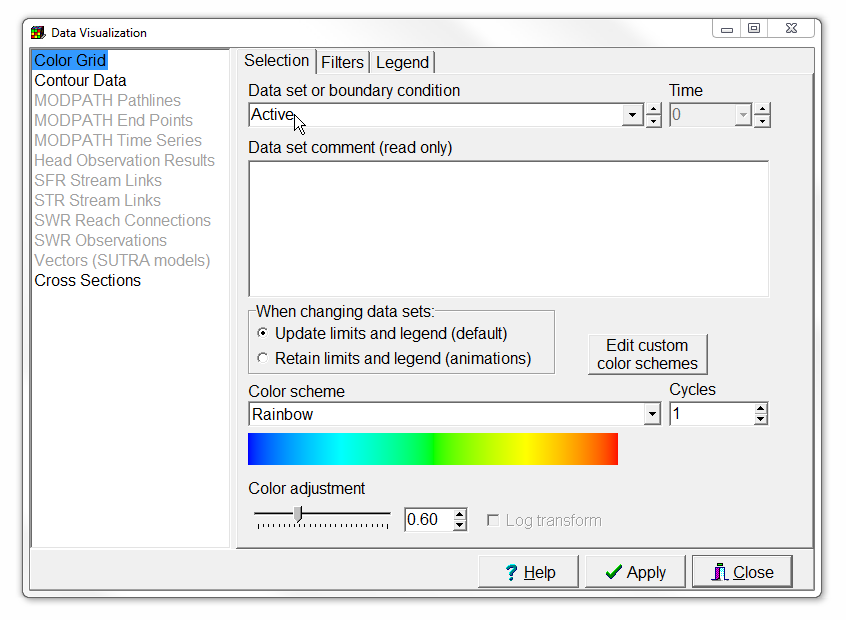 Data Visualization
Color Grid
Contour Data
MODPATH Pathlines
MODPATH End Points
MODPATH Time Series
Head Observation Results
SFR Stream Links
STR Stream Links
SWR Reach Connections
SWR Observations
Vectors (SUTRA models)
Cross Sections
Selection Filters Legend
Data set or boundary condition Time
Active 0
Data set comment (read only)
When changing data sets:
Update limits and legend (default)
Retain limits and legend (animations)
Edit custom
color schemes
Color scheme Cycles
Rainbow 1
Color adjustment
0.60 Log transform
? Help Apply Close